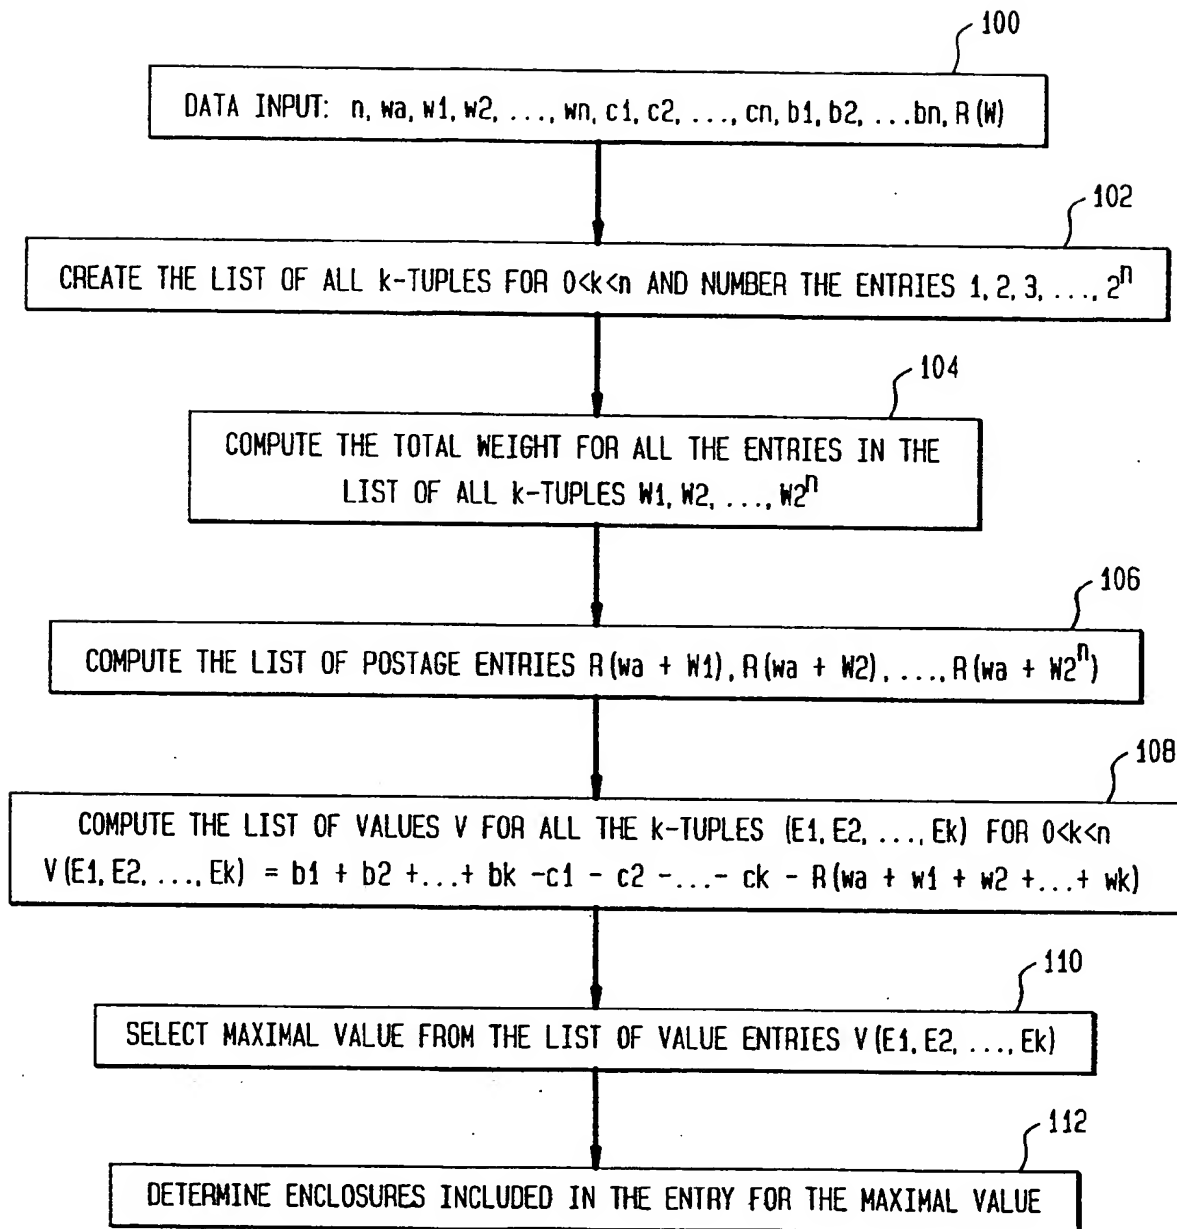 100
DATA INPUT: n, wa, w1, w2, ..., wn, c1, c2, ..., cn, b1, b2, ...bn, R(W)
102
CREATE THE LIST OF ALL k-TUPLES FOR 0<k<n AND NUMBER THE ENTRIES 1, 2, 3, ..., 2^n
104
COMPUTE THE TOTAL WEIGHT FOR ALL THE ENTRIES IN THE
LIST OF ALL k-TUPLES W1, W2, ..., W2^n
106
COMPUTE THE LIST OF POSTAGE ENTRIES R(wa + W1), R(wa + W2), ..., R(wa + W2^n)
108
COMPUTE THE LIST OF VALUES V FOR ALL THE k-TUPLES (E1, E2, ..., Ek) FOR 0<k<n
V(E1, E2, ..., Ek) = b1 + b2 +...+ bk -c1 - c2 -...- ck - R(wa + w1 + w2 +...+ wk)
110
SELECT MAXIMAL VALUE FROM THE LIST OF VALUE ENTRIES V(E1, E2, ..., Ek)
112
DETERMINE ENCLOSURES INCLUDED IN THE ENTRY FOR THE MAXIMAL VALUE